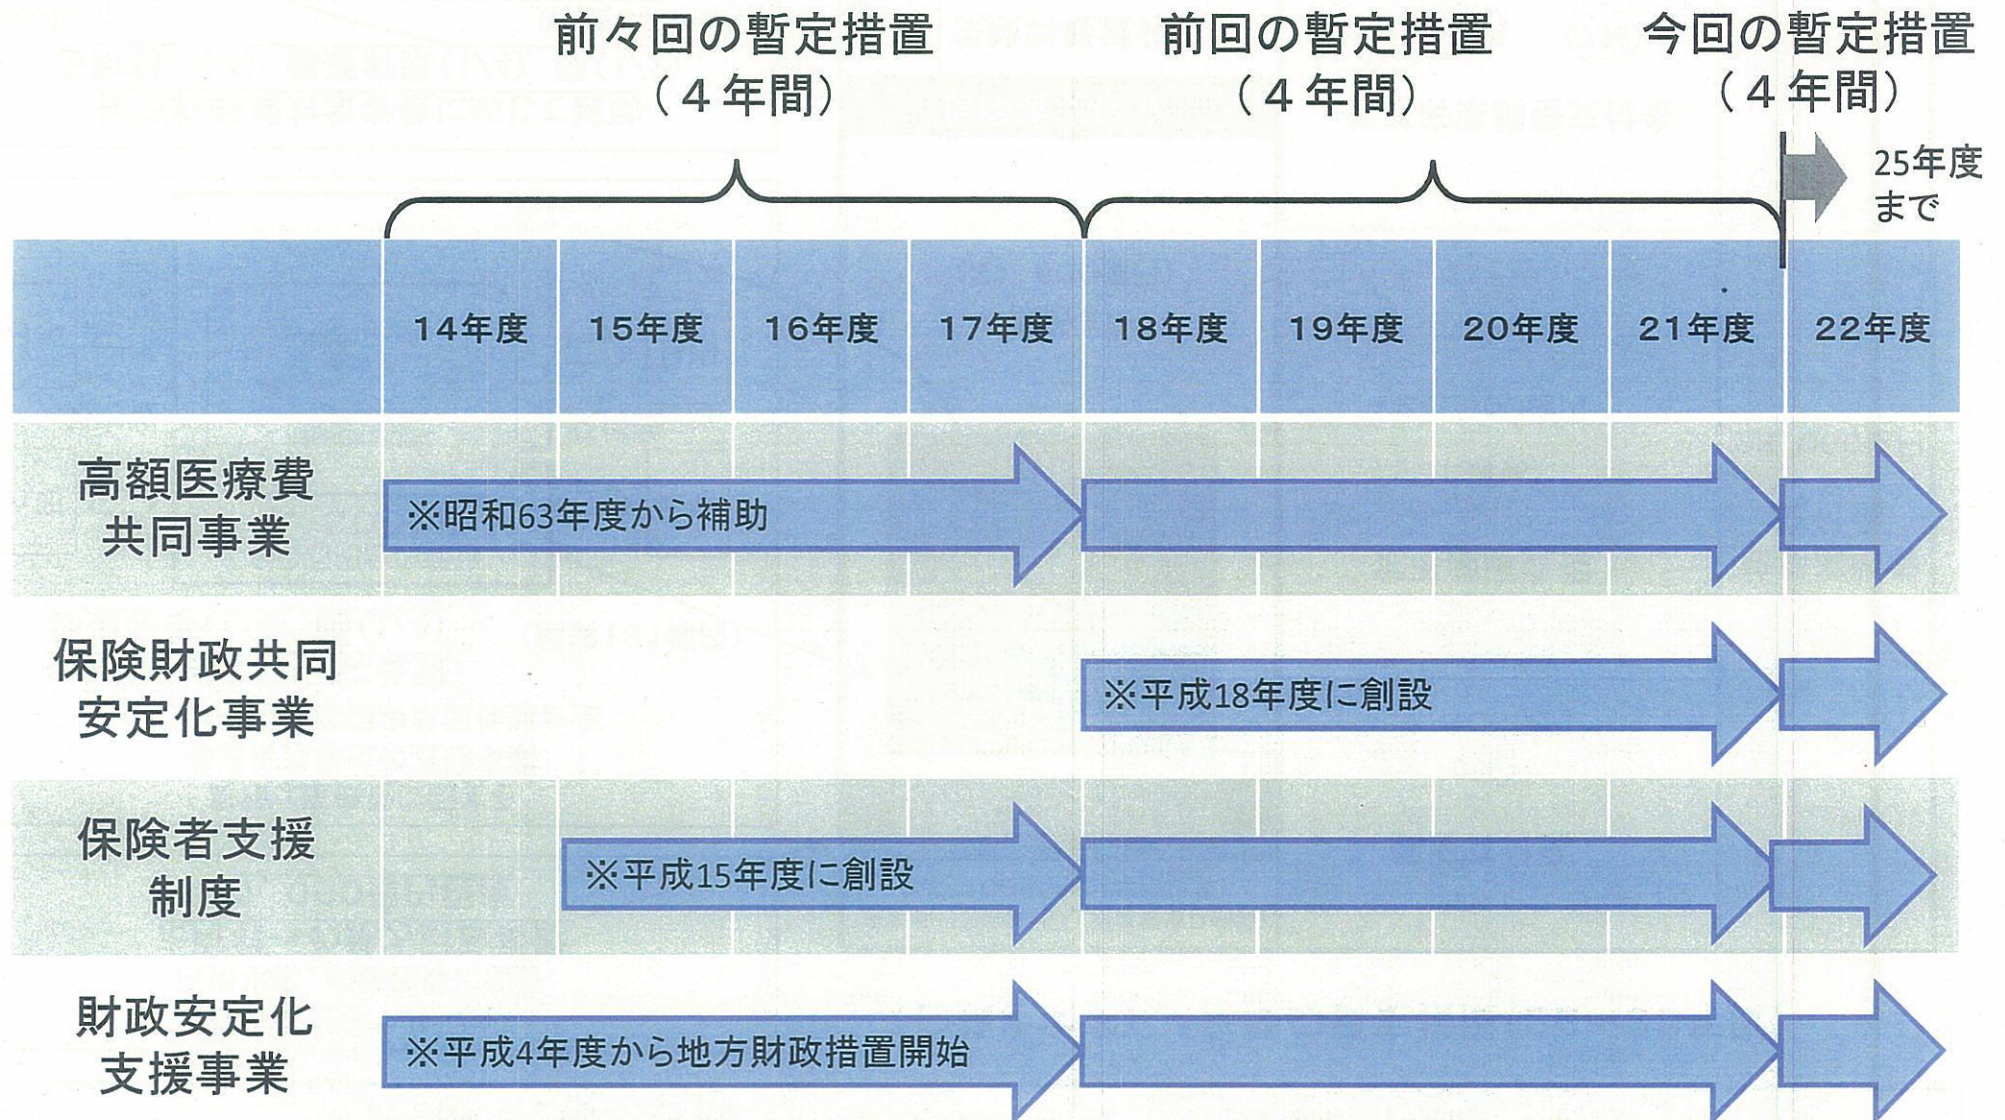 前々回の暫定措置
（４年間）
前回の暫定措置
（４年間）
今回の暫定措置
（４年間）
25年度
まで
14年度
15年度
16年度
17年度
18年度
19年度
20年度
21年度
22年度
高額医療費
共同事業
※昭和63年度から補助
保険財政共同
安定化事業
※平成18年度に創設
保険者支援
制度
※平成15年度に創設
財政安定化
支援事業
※平成4年度から地方財政措置開始